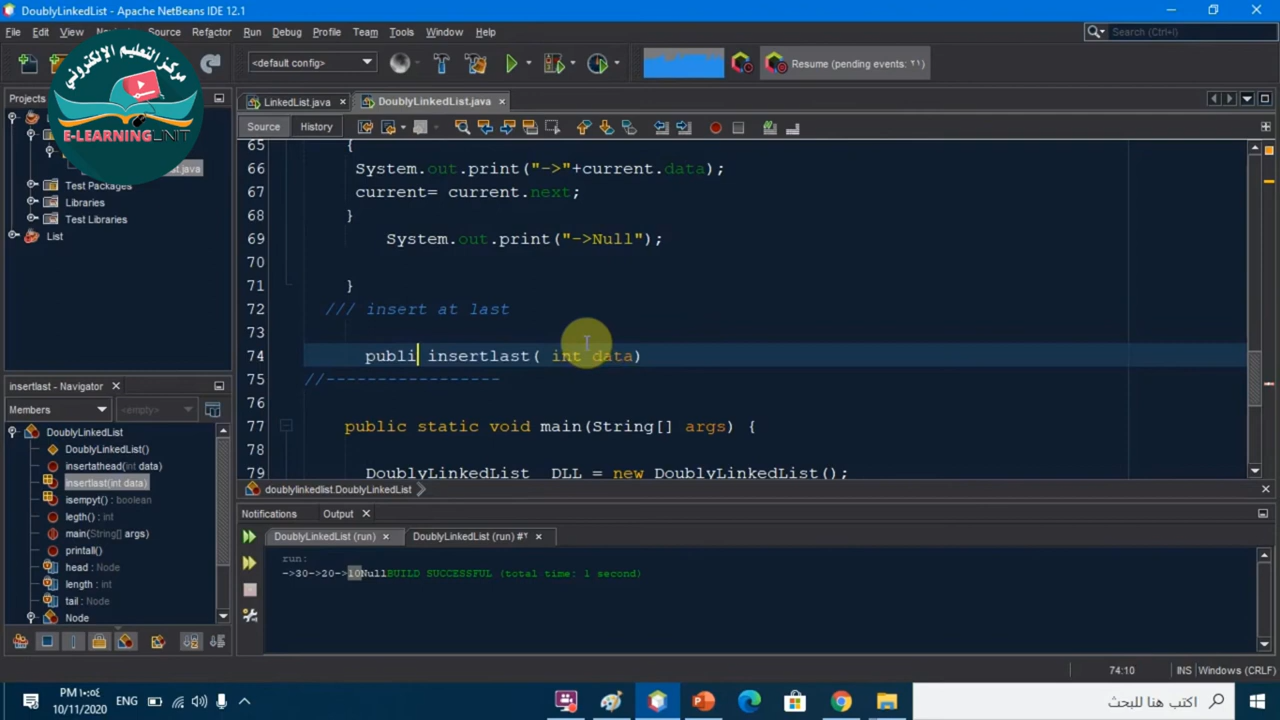 DoublyLinkedList - Apache NetBeans IDE 12.1
File Edit View Source Refactor Run Debug Profile Team Tools Window Help
Search (Ctrl+I)
<default config>
Resume (pending events: ٢١)
مركز التعليم الإلكتروني
E-LEARNING UNIT
Projects
Test Packages
Libraries
Test Libraries
List
LinkedList.java
DoublyLinkedList.java
Source History
65 {
66 System.out.print("->"+current.data);
67 current= current.next;
68 }
69 System.out.print("->Null");
70
71 }
72 /// insert at last
73
74 publi insertlast( int data)
75 //-----------------
76
77 public static void main(String[] args) {
78
79 DoublyLinkedList DLL = new DoublyLinkedList();
doublylinkedlist.DoublyLinkedList
insertlast - Navigator
Members
<empty>
DoublyLinkedList
DoublyLinkedList()
insertathead(int data)
insertlast(int data)
isempyt() : boolean
legth() : int
main(String[] args)
printall()
head : Node
length : int
tail : Node
Node
Notifications Output
DoublyLinkedList (run)
DoublyLinkedList (run) #٢
run:
->30->20->10NullBUILD SUCCESSFUL (total time: 1 second)
74:10 INS Windows (CRLF)
PM ١٠:٥٤
10/11/2020
ENG
اكتب هنا للبحث